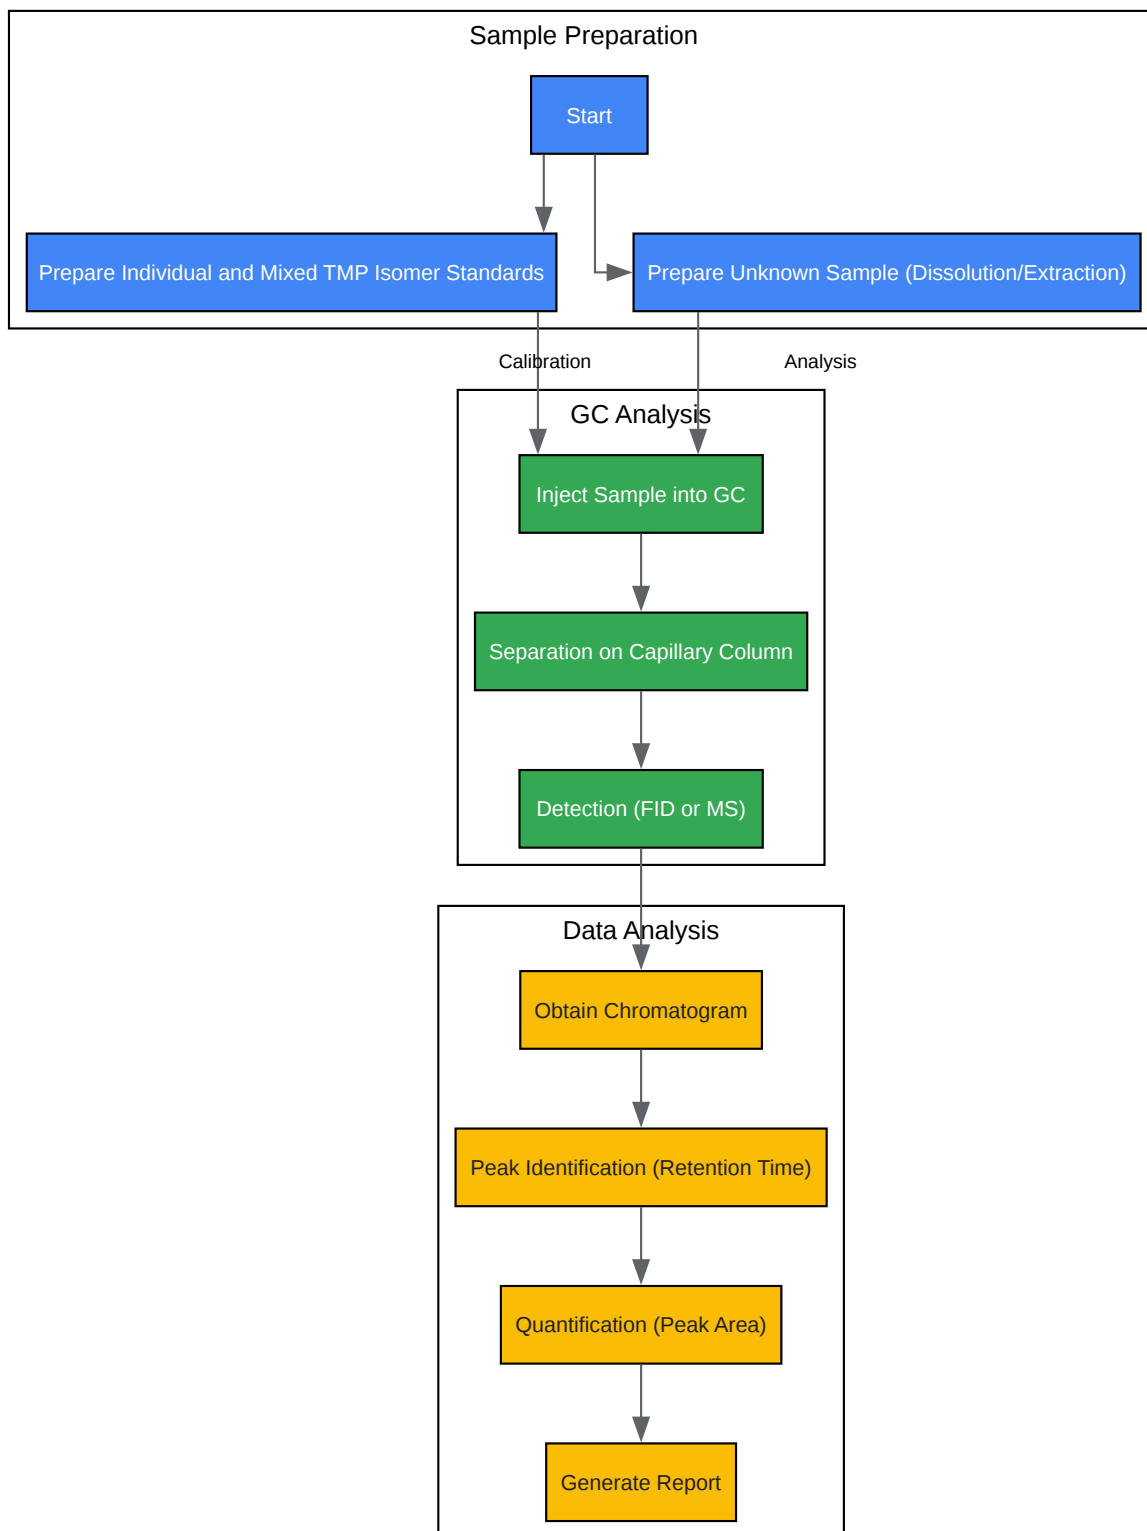 Sample Preparation
Start
Prepare Individual and Mixed TMP Isomer Standards
Prepare Unknown Sample (Dissolution/Extraction)
Calibration
Analysis
GC Analysis
Inject Sample into GC
Separation on Capillary Column
Detection (FID or MS)
Data Analysis
Obtain Chromatogram
Peak Identification (Retention Time)
Quantification (Peak Area)
Generate Report